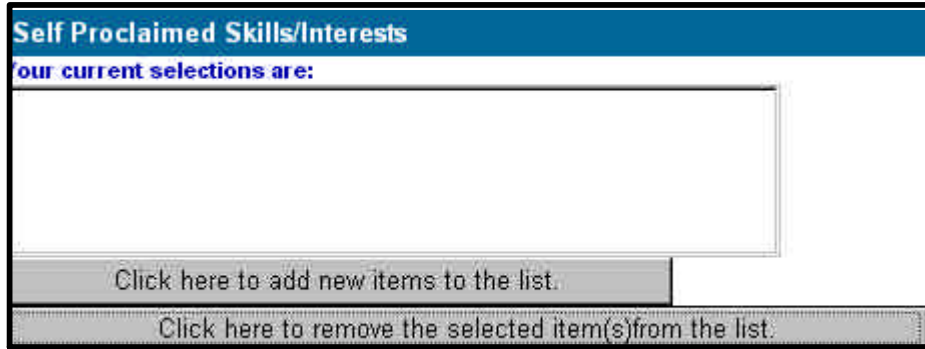 Self Proclaimed Skills/Interests
Your current selections are:
Click here to add new items to the list.
Click here to remove the selected item(s)from the list.